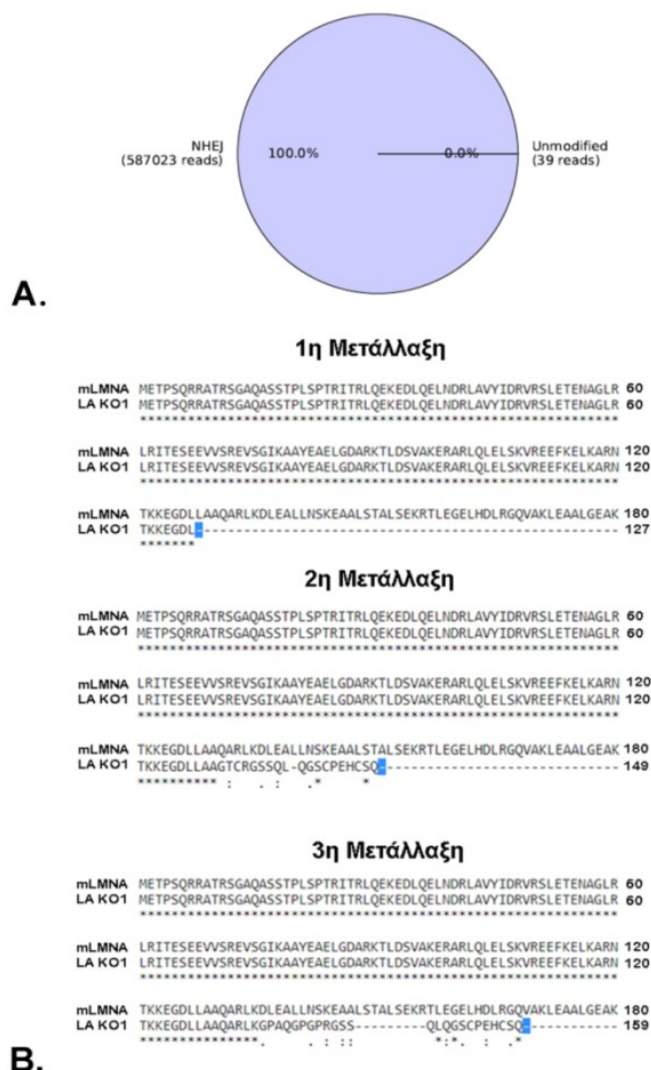 NHEJ
(587023 reads)
100.0%
0.0%
Unmodified
(39 reads)
A.
1η Μετάλλαξη
mLMNA METPSQRRATRSGAQASSTPLSPTRITRLQEKEDLQELNDRLAVYIDRVRSLETENAGLR 60
LA KO1 METPSQRRATRSGAQASSTPLSPTRITRLQEKEDLQELNDRLAVYIDRVRSLETENAGLR 60
************************************************************
mLMNA LRITESEEVVSREVSGIKAAYEAELGDARKTLDSVAKERARLQLELSKVREEFKELKARN 120
LA KO1 LRITESEEVVSREVSGIKAAYEAELGDARKTLDSVAKERARLQLELSKVREEFKELKARN 120
************************************************************
mLMNA TKKEGDLLAAQARLKDLEALLNSKEAALSTALSEKRTLEGELHDLRGQVAKLEAALGEAK 180
LA KO1 TKKEGDL----------------------------------------------------- 127
*******
2η Μετάλλαξη
mLMNA METPSQRRATRSGAQASSTPLSPTRITRLQEKEDLQELNDRLAVYIDRVRSLETENAGLR 60
LA KO1 METPSQRRATRSGAQASSTPLSPTRITRLQEKEDLQELNDRLAVYIDRVRSLETENAGLR 60
************************************************************
mLMNA LRITESEEVVSREVSGIKAAYEAELGDARKTLDSVAKERARLQLELSKVREEFKELKARN 120
LA KO1 LRITESEEVVSREVSGIKAAYEAELGDARKTLDSVAKERARLQLELSKVREEFKELKARN 120
************************************************************
mLMNA TKKEGDLLAAQARLKDLEALLNSKEAALSTALSEKRTLEGELHDLRGQVAKLEAALGEAK 180
LA KO1 TKKEGDLLAAGTCRGSSQL-QGSCPEHCSQ------------------------------ 149
********** :   . :  .*     *
3η Μετάλλαξη
mLMNA METPSQRRATRSGAQASSTPLSPTRITRLQEKEDLQELNDRLAVYIDRVRSLETENAGLR 60
LA KO1 METPSQRRATRSGAQASSTPLSPTRITRLQEKEDLQELNDRLAVYIDRVRSLETENAGLR 60
************************************************************
mLMNA LRITESEEVVSREVSGIKAAYEAELGDARKTLDSVAKERARLQLELSKVREEFKELKARN 120
LA KO1 LRITESEEVVSREVSGIKAAYEAELGDARKTLDSVAKERARLQLELSKVREEFKELKARN 120
************************************************************
mLMNA TKKEGDLLAAQARLKDLEALLNSKEAALSTALSEKRTLEGELHDLRGQVAKLEAALGEAK 180
LA KO1 TKKEGDLLAAQARLKGPAQGPGPRGSS---------QLQGSCPEHCSQ------------ 159
***************.      . : ::          *:*.  :  .*
B.